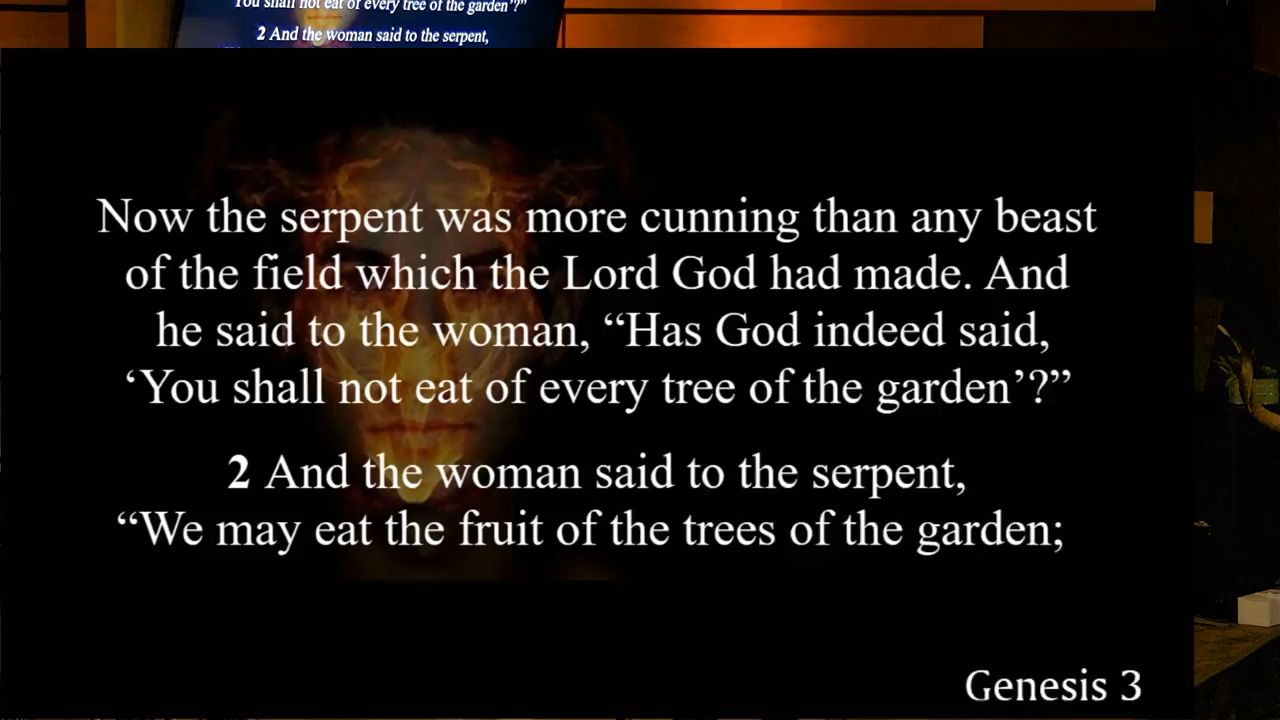 You shall not eat of every tree of the garden’?”
2 And the woman said to the serpent,
Now the serpent was more cunning than any beast
of the field which the Lord God had made. And
he said to the woman, “Has God indeed said,
‘You shall not eat of every tree of the garden’?”
2 And the woman said to the serpent,
“We may eat the fruit of the trees of the garden;
Genesis 3